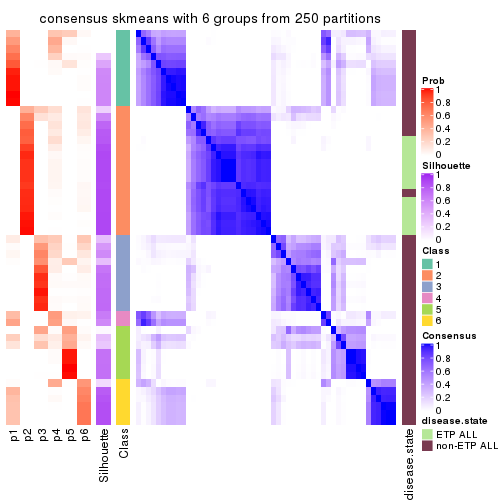 consensus skmeans with 6 groups from 250 partitions
Prob
1
0.8
0.6
0.4
0.2
0
Silhouette
1
0.8
0.6
0.4
0.2
0
Class
1
2
3
4
5
6
Consensus
1
0.8
0.6
0.4
0.2
0
disease.state
ETP ALL
non-ETP ALL
p1
p2
p3
p4
p5
p6
Silhouette
Class
disease.state